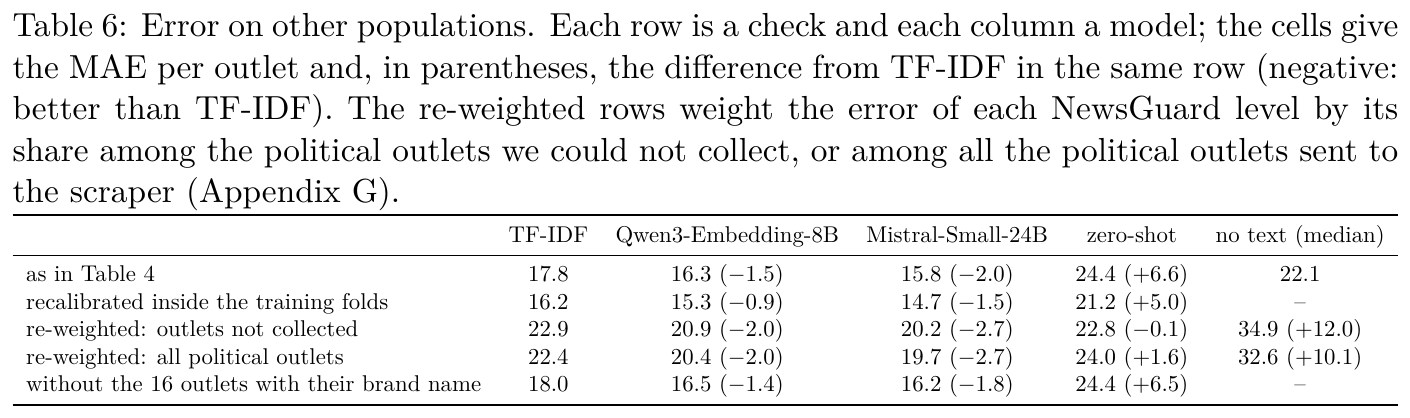 Table 6: Error on other populations. Each row is a check and each column a model; the cells give
the MAE per outlet and, in parentheses, the difference from TF-IDF in the same row (negative:
better than TF-IDF). The re-weighted rows weight the error of each NewsGuard level by its
share among the political outlets we could not collect, or among all the political outlets sent to
the scraper (Appendix G).
TF-IDF Qwen3-Embedding-8B Mistral-Small-24B zero-shot no text (median)
as in Table 4 17.8 16.3 (−1.5) 15.8 (−2.0) 24.4 (+6.6) 22.1
recalibrated inside the training folds 16.2 15.3 (−0.9) 14.7 (−1.5) 21.2 (+5.0) –
re-weighted: outlets not collected 22.9 20.9 (−2.0) 20.2 (−2.7) 22.8 (−0.1) 34.9 (+12.0)
re-weighted: all political outlets 22.4 20.4 (−2.0) 19.7 (−2.7) 24.0 (+1.6) 32.6 (+10.1)
without the 16 outlets with their brand name 18.0 16.5 (−1.4) 16.2 (−1.8) 24.4 (+6.5) –